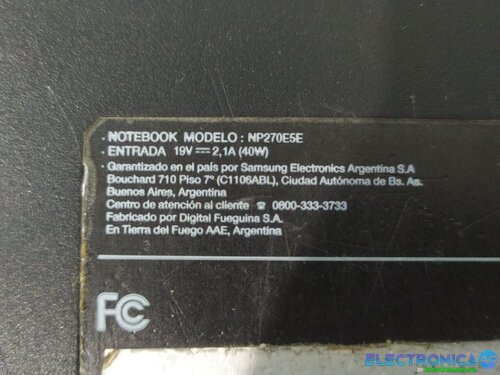 NOTEBOOK MODELO : NP270E5E
ENTRADA 19V⎓2,1A (40W)
Garantizado en el país por Samsung Electronics Argentina S.A
Bouchard 710 Piso 7° (C1106ABL), Ciudad Autónoma de Bs. As.
Buenos Aires, Argentina
Centro de atención al cliente ☎ 0800-333-3733
Fabricado por Digital Fueguina S.A.
En Tierra del Fuego AAE, Argentina
FC
ELECTRONICA